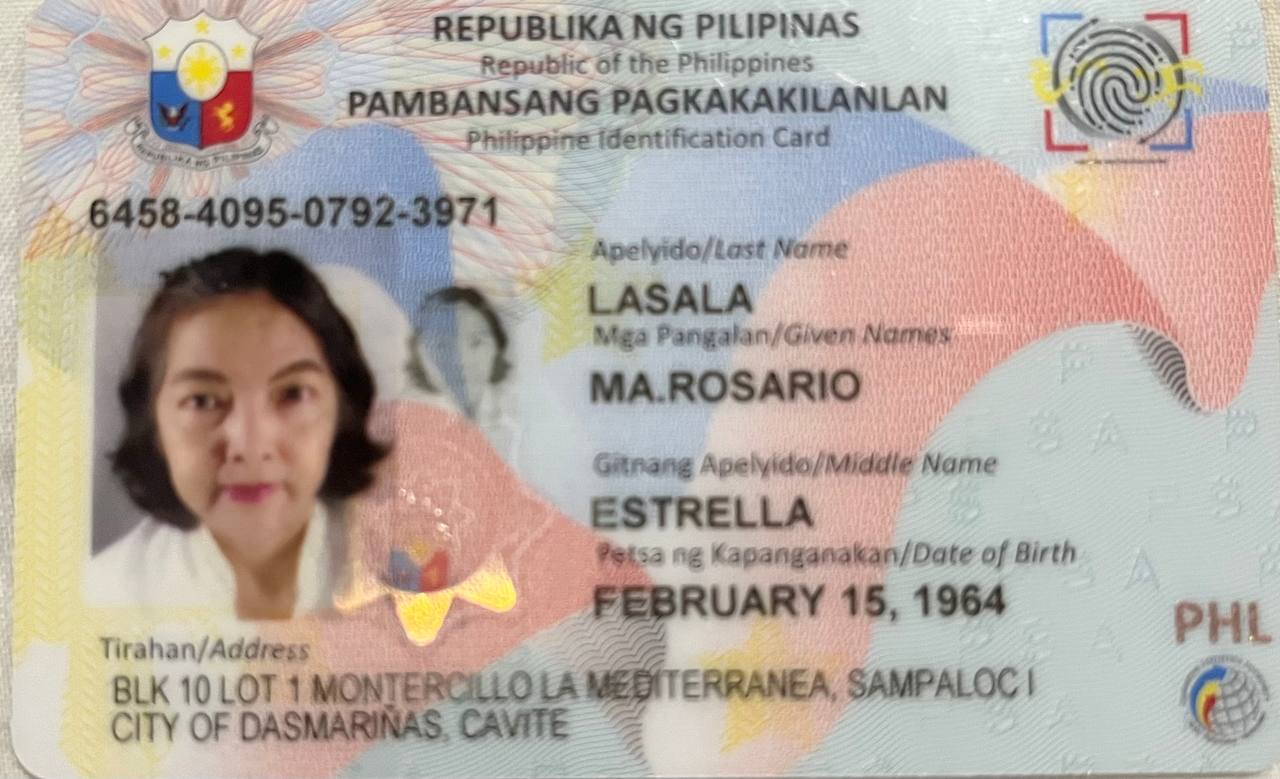 REPUBLIKA NG PILIPINAS
Republic of the Philippines
PAMBANSANG PAGKAKAKILANLAN
Philippine Identification Card
REPUBLIKA NG PILIPINAS
6458-4095-0792-3971
Apelyido/Last Name
LASALA
Mga Pangalan/Given Names
MA.ROSARIO
Gitnang Apelyido/Middle Name
ESTRELLA
Petsa ng Kapanganakan/Date of Birth
FEBRUARY 15, 1964
PHL
Tirahan/Address
BLK 10 LOT 1 MONTERCILLO LA MEDITERRANEA, SAMPALOC I
CITY OF DASMARIÑAS, CAVITE